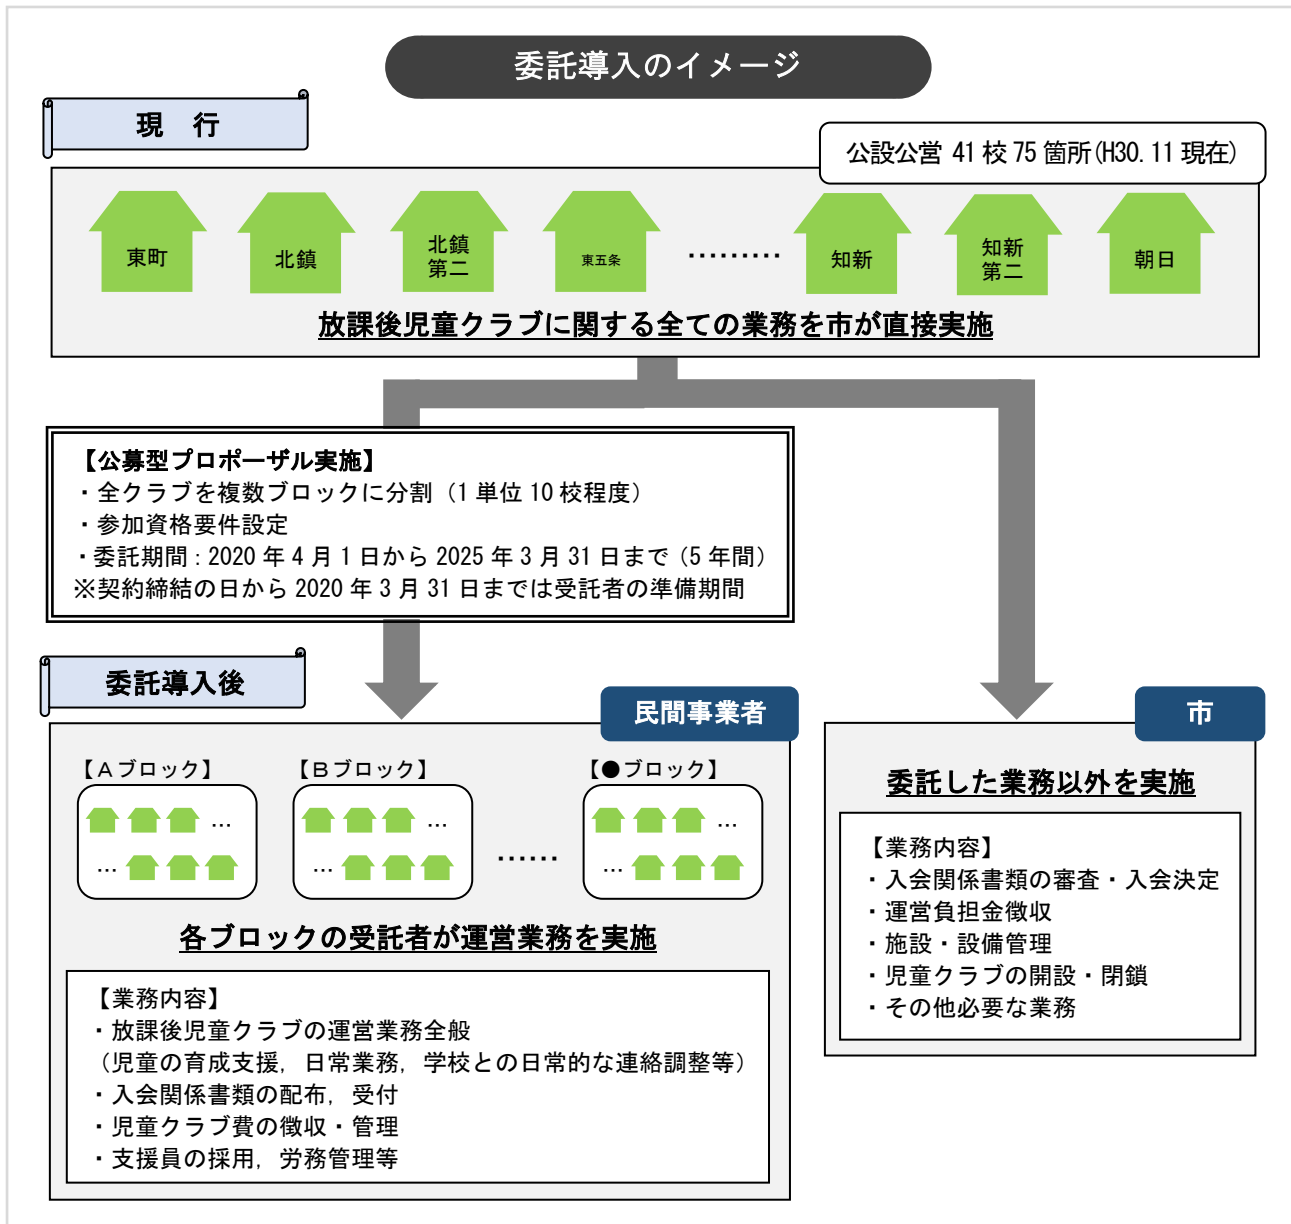 委託導入のイメージ
現　行
公設公営 41 校 75 箇所(H30.11 現在)
東町
北鎮
北鎮
第二
東五条
………
知新
知新
第二
朝日
放課後児童クラブに関する全ての業務を市が直接実施
【公募型プロポーザル実施】
・全クラブを複数ブロックに分割（1 単位 10 校程度）
・参加資格要件設定
・委託期間：2020 年 4 月 1 日から 2025 年 3 月 31 日まで（5 年間）
※契約締結の日から 2020 年 3 月 31 日までは受託者の準備期間
委託導入後
民間事業者
【Ａブロック】
…
…
【Ｂブロック】
…
…
……
【●ブロック】
…
…
各ブロックの受託者が運営業務を実施
【業務内容】
・放課後児童クラブの運営業務全般
（児童の育成支援，日常業務，学校との日常的な連絡調整等）
・入会関係書類の配布，受付
・児童クラブ費の徴収・管理
・支援員の採用，労務管理等
市
委託した業務以外を実施
【業務内容】
・入会関係書類の審査・入会決定
・運営負担金徴収
・施設・設備管理
・児童クラブの開設・閉鎖
・その他必要な業務